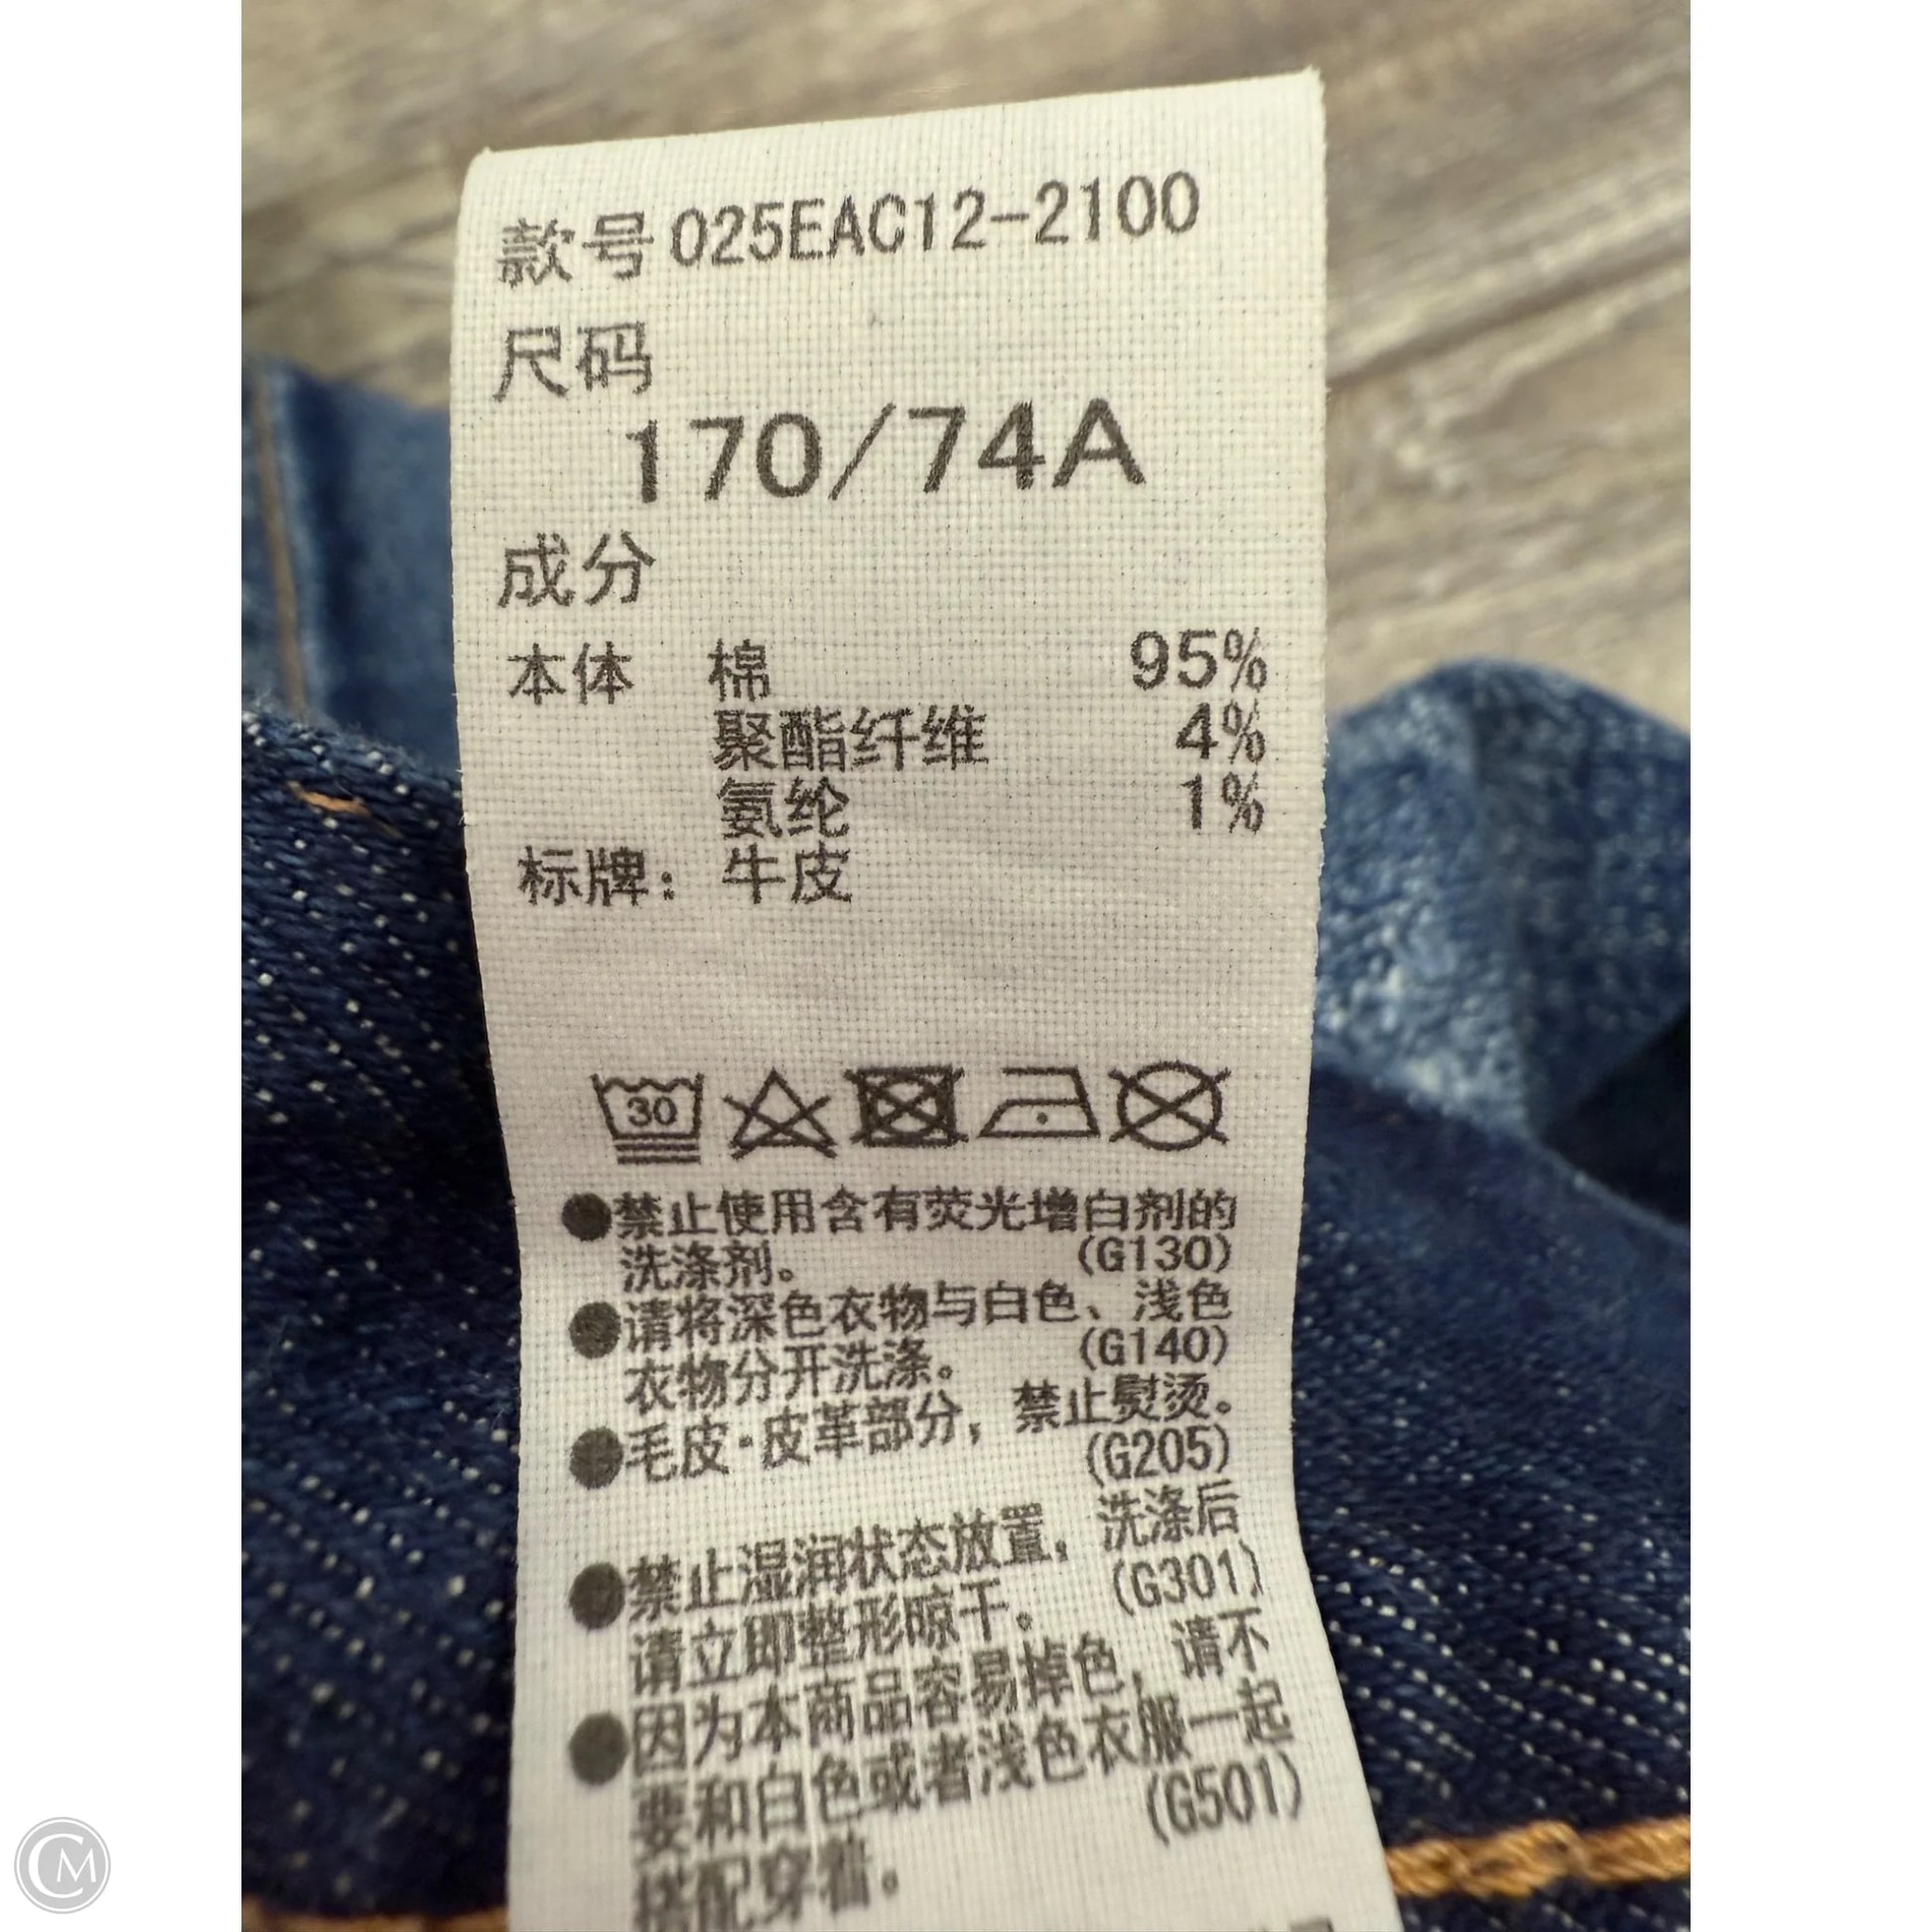 款号 025EAC12-2100
尺码
170/74A
成分
本体 棉 95%
聚酯纤维 4%
氨纶 1%
标牌: 牛皮
30
●禁止使用含有荧光增白剂的
洗涤剂。 (G130)
●请将深色衣物与白色、浅色
衣物分开洗涤。 (G140)
●毛皮·皮革部分，禁止熨烫。
(G205)
●禁止湿润状态放置，洗涤后
请立即整形晾干。 (G301)
●因为本商品容易掉色，请不
要和白色或者浅色衣服一起
搭配穿着。 (G501)
CM